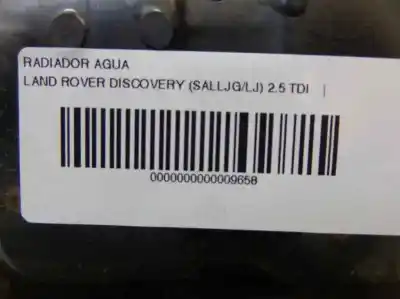 RADIADOR AGUA
LAND ROVER DISCOVERY (SALLJG/LJ) 2.5 TDI |
0000000000009658